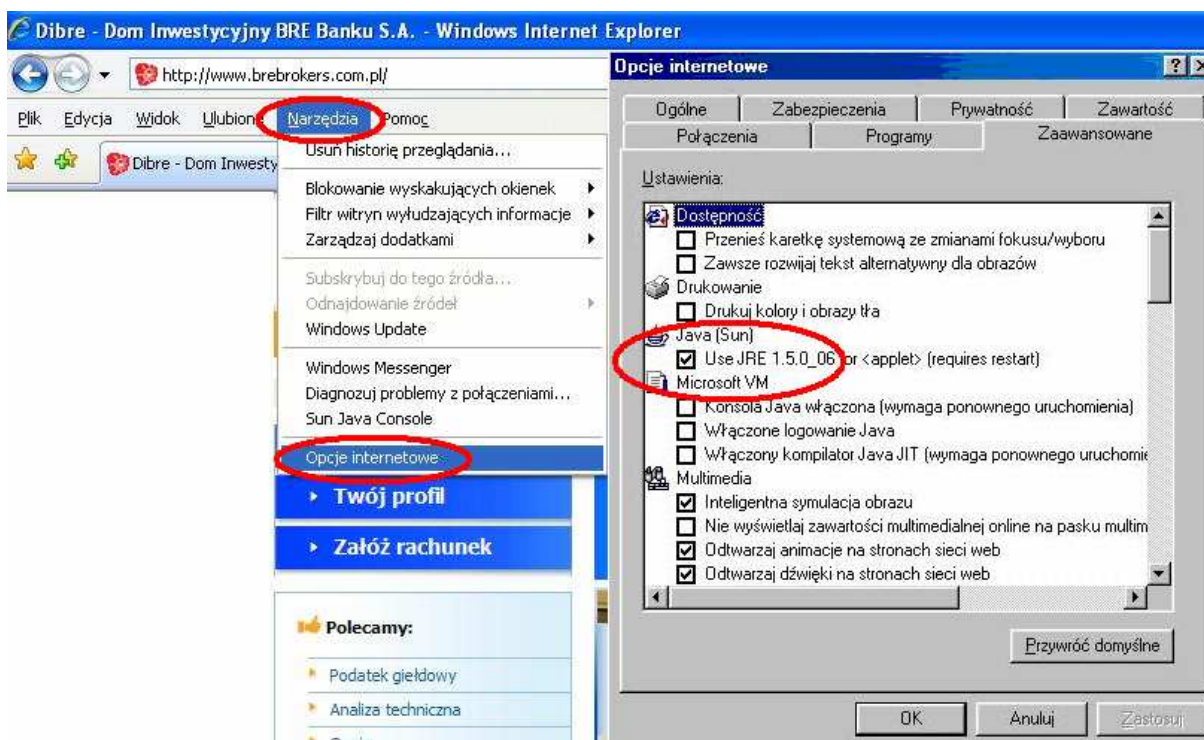 Dibre - Dom Inwestycyjny BRE Banku S.A. - Windows Internet Explorer
http://www.brebrokers.com.pl/
Plik Edycja Widok Ulubione Narzędzia Pomoc
Dibre - Dom Inwesty
Usuń historię przeglądania...
Blokowanie wyskakujących okienek
Filtr witryn wyłudzających informacje
Zarządzaj dodatkami
Subskrybuj do tego źródła...
Odnajdowanie źródeł
Windows Update
Windows Messenger
Diagnozuj problemy z połączeniami...
Sun Java Console
Opcje internetowe
Twój profil
Załóż rachunek
Polecamy:
Podatek giełdowy
Analiza techniczna
Opcje internetowe
Ogólne Zabezpieczenia Prywatność Zawartość
Połączenia Programy Zaawansowane
Ustawienia:
Dostępność
Przenieś karetkę systemową ze zmianami fokusu/wyboru
Zawsze rozwijaj tekst alternatywny dla obrazów
Drukowanie
Drukuj kolory i obrazy tła
Java (Sun)
Use JRE 1.5.0_06 for <applet> (requires restart)
Microsoft VM
Konsola Java włączona (wymaga ponownego uruchomienia)
Włączone logowanie Java
Włączony kompilator Java JIT (wymaga ponownego uruchomie
Multimedia
Inteligentna symulacja obrazu
Nie wyświetlaj zawartości multimedialnej online na pasku multim
Odtwarzaj animacje na stronach sieci web
Odtwarzaj dźwięki na stronach sieci web
Przywróć domyślne
OK Anuluj Zastosuj